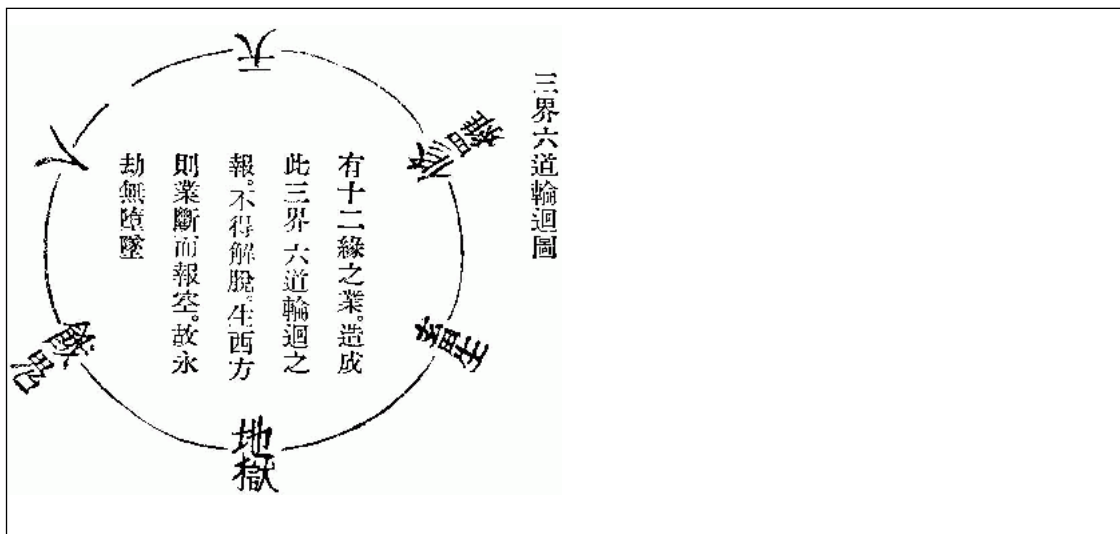 三界六道輪迴圖
天
修羅
畜生
地獄
餓鬼
人
有十二緣之業。造成
此三界六道輪迴之
報。不得解脫。生西方
則業斷而報空。故永
劫無墮墜